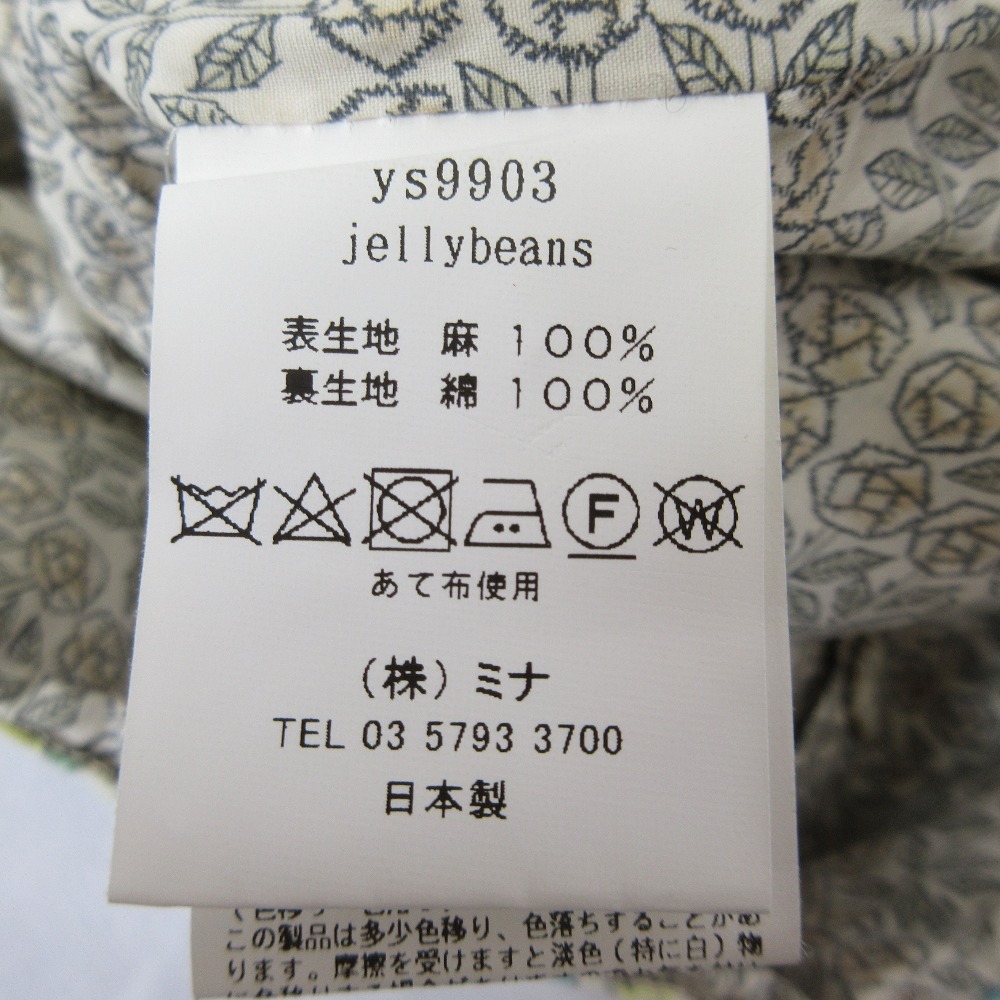 ys9903
jellybeans
表生地 麻 100%
裏生地 綿 100%
F W
あて布使用
(株)ミナ
TEL 03 5793 3700
日本製
この製品は多少色移り、色落ちすることがあ
ります。摩擦を受けますと淡色(特に白)物